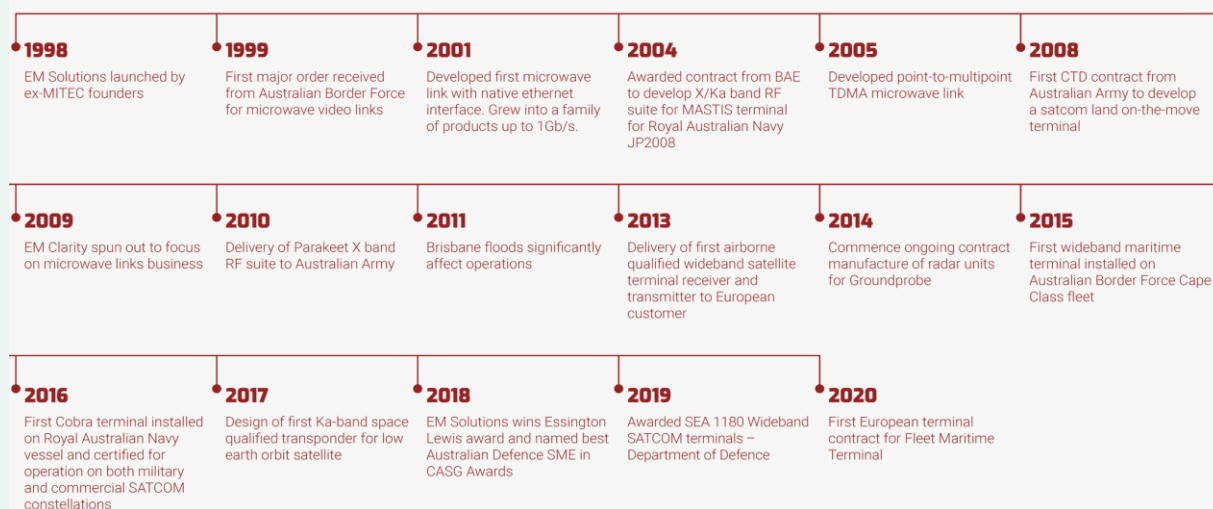 1998
EM Solutions launched by
ex-MITEC founders
1999
First major order received
from Australian Border Force
for microwave video links
2001
Developed first microwave
link with native ethernet
interface. Grew into a family
of products up to 1Gb/s.
2004
Awarded contract from BAE
to develop X/Ka band RF
suite for MASTIS terminal
for Royal Australian Navy
JP2008
2005
Developed point-to-multipoint
TDMA microwave link
2008
First CTD contract from
Australian Army to develop
a satcom land on-the-move
terminal
2009
EM Clarity spun out to focus
on microwave links business
2010
Delivery of Parakeet X band
RF suite to Australian Army
2011
Brisbane floods significantly
affect operations
2013
Delivery of first airborne
qualified wideband satellite
terminal receiver and
transmitter to European
customer
2014
Commence ongoing contract
manufacture of radar units
for Groundprobe
2015
First wideband maritime
terminal installed on
Australian Border Force Cape
Class fleet
2016
First Cobra terminal installed
on Royal Australian Navy
vessel and certified for
operation on both military
and commercial SATCOM
constellations
2017
Design of first Ka-band space
qualified transponder for low
earth orbit satellite
2018
EM Solutions wins Essington
Lewis award and named best
Australian Defence SME in
CASG Awards
2019
Awarded SEA 1180 Wideband
SATCOM terminals –
Department of Defence
2020
First European terminal
contract for Fleet Maritime
Terminal